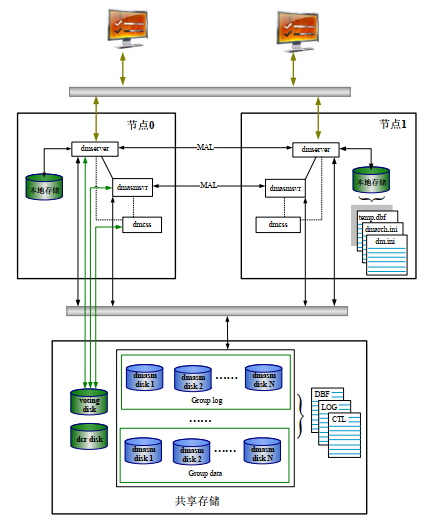 节点0
节点1
dmserver
MAL
dmserver
本地存储
dmasmsvr
MAL
dmasmsvr
本地存储
dmcss
dmcss
temp.dbf
dmarch.ini
dm.ini
dmasm
disk 1
dmasm
disk 2
……
dmasm
disk N
Group log
voting
disk
……
DBF
LOG
CTL
dcr disk
dmasm
disk 1
dmasm
disk 2
……
dmasm
disk N
Group data
共享存储